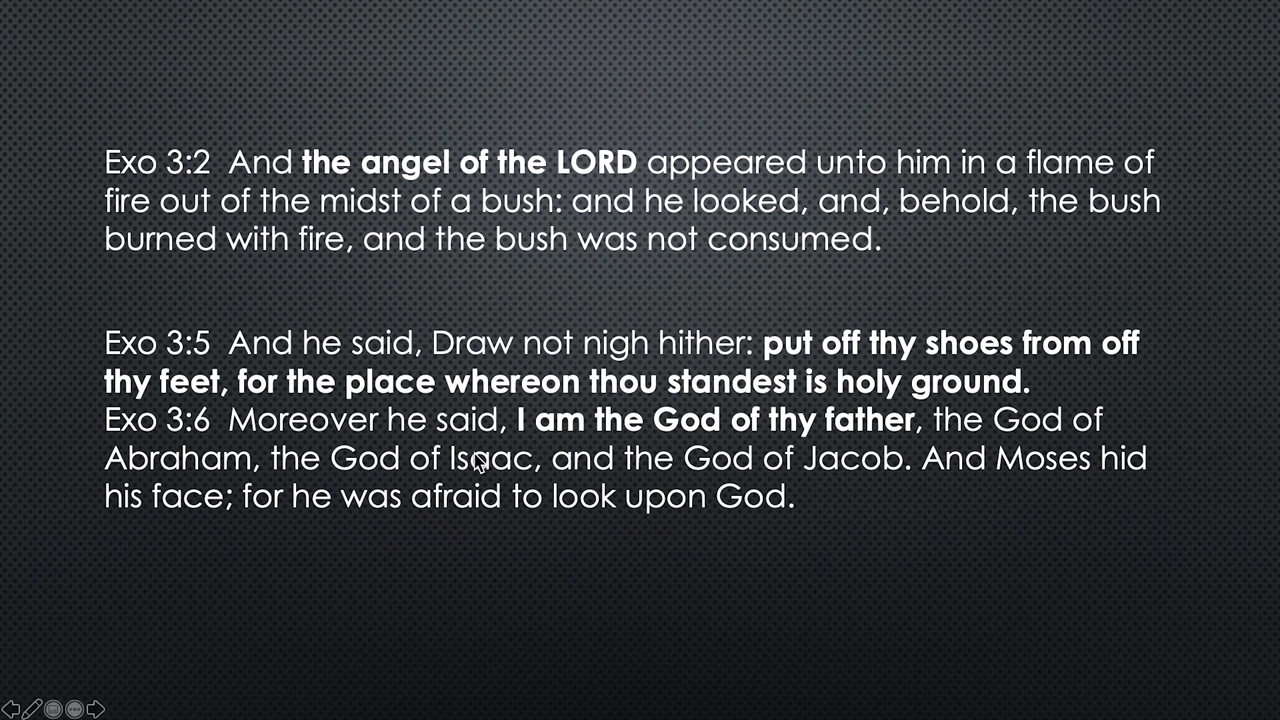 Exo 3:2  And the angel of the LORD appeared unto him in a flame of
fire out of the midst of a bush: and he looked, and, behold, the bush
burned with fire, and the bush was not consumed.
Exo 3:5  And he said, Draw not nigh hither: put off thy shoes from off
thy feet, for the place whereon thou standest is holy ground.
Exo 3:6  Moreover he said, I am the God of thy father, the God of
Abraham, the God of Isaac, and the God of Jacob. And Moses hid
his face; for he was afraid to look upon God.